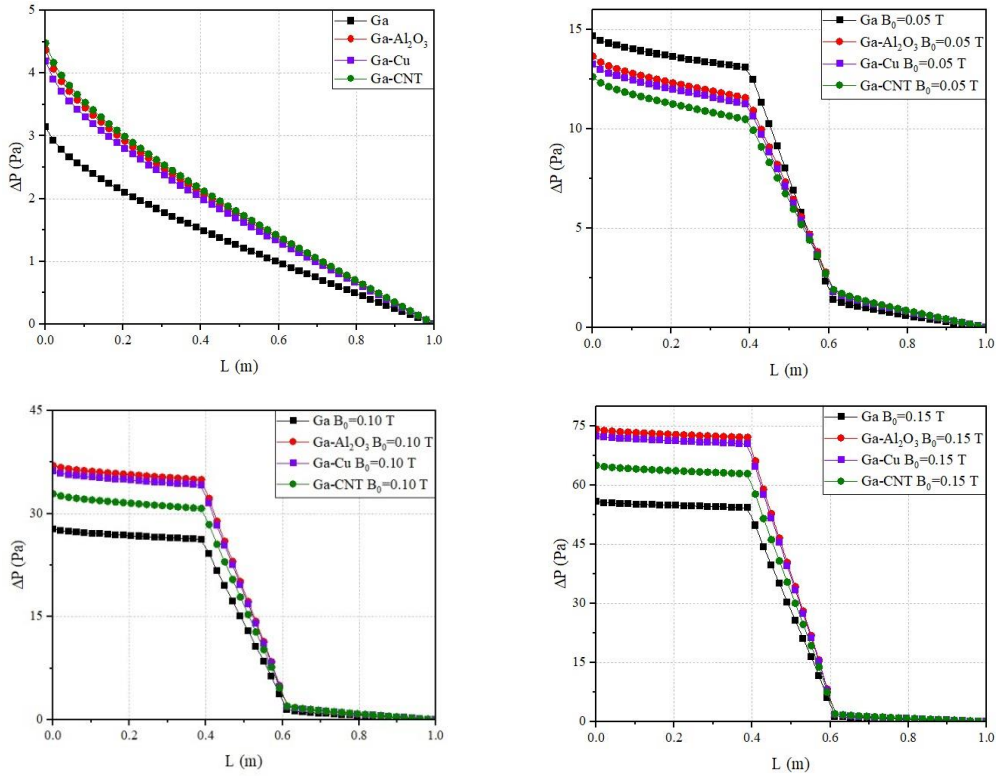 5
4
3
2
1
0
ΔP (Pa)
0.0 0.2 0.4 0.6 0.8 1.0
L (m)
Ga
Ga-Al₂O₃
Ga-Cu
Ga-CNT
15
10
5
0
ΔP (Pa)
0.0 0.2 0.4 0.6 0.8 1.0
L (m)
Ga B₀=0.05 T
Ga-Al₂O₃ B₀=0.05 T
Ga-Cu B₀=0.05 T
Ga-CNT B₀=0.05 T
45
30
15
0
ΔP (Pa)
0.0 0.2 0.4 0.6 0.8 1.0
L (m)
Ga B₀=0.10 T
Ga-Al₂O₃ B₀=0.10 T
Ga-Cu B₀=0.10 T
Ga-CNT B₀=0.10 T
75
60
45
30
15
0
ΔP (Pa)
0.0 0.2 0.4 0.6 0.8 1.0
L (m)
Ga B₀=0.15 T
Ga-Al₂O₃ B₀=0.15 T
Ga-Cu B₀=0.15 T
Ga-CNT B₀=0.15 T